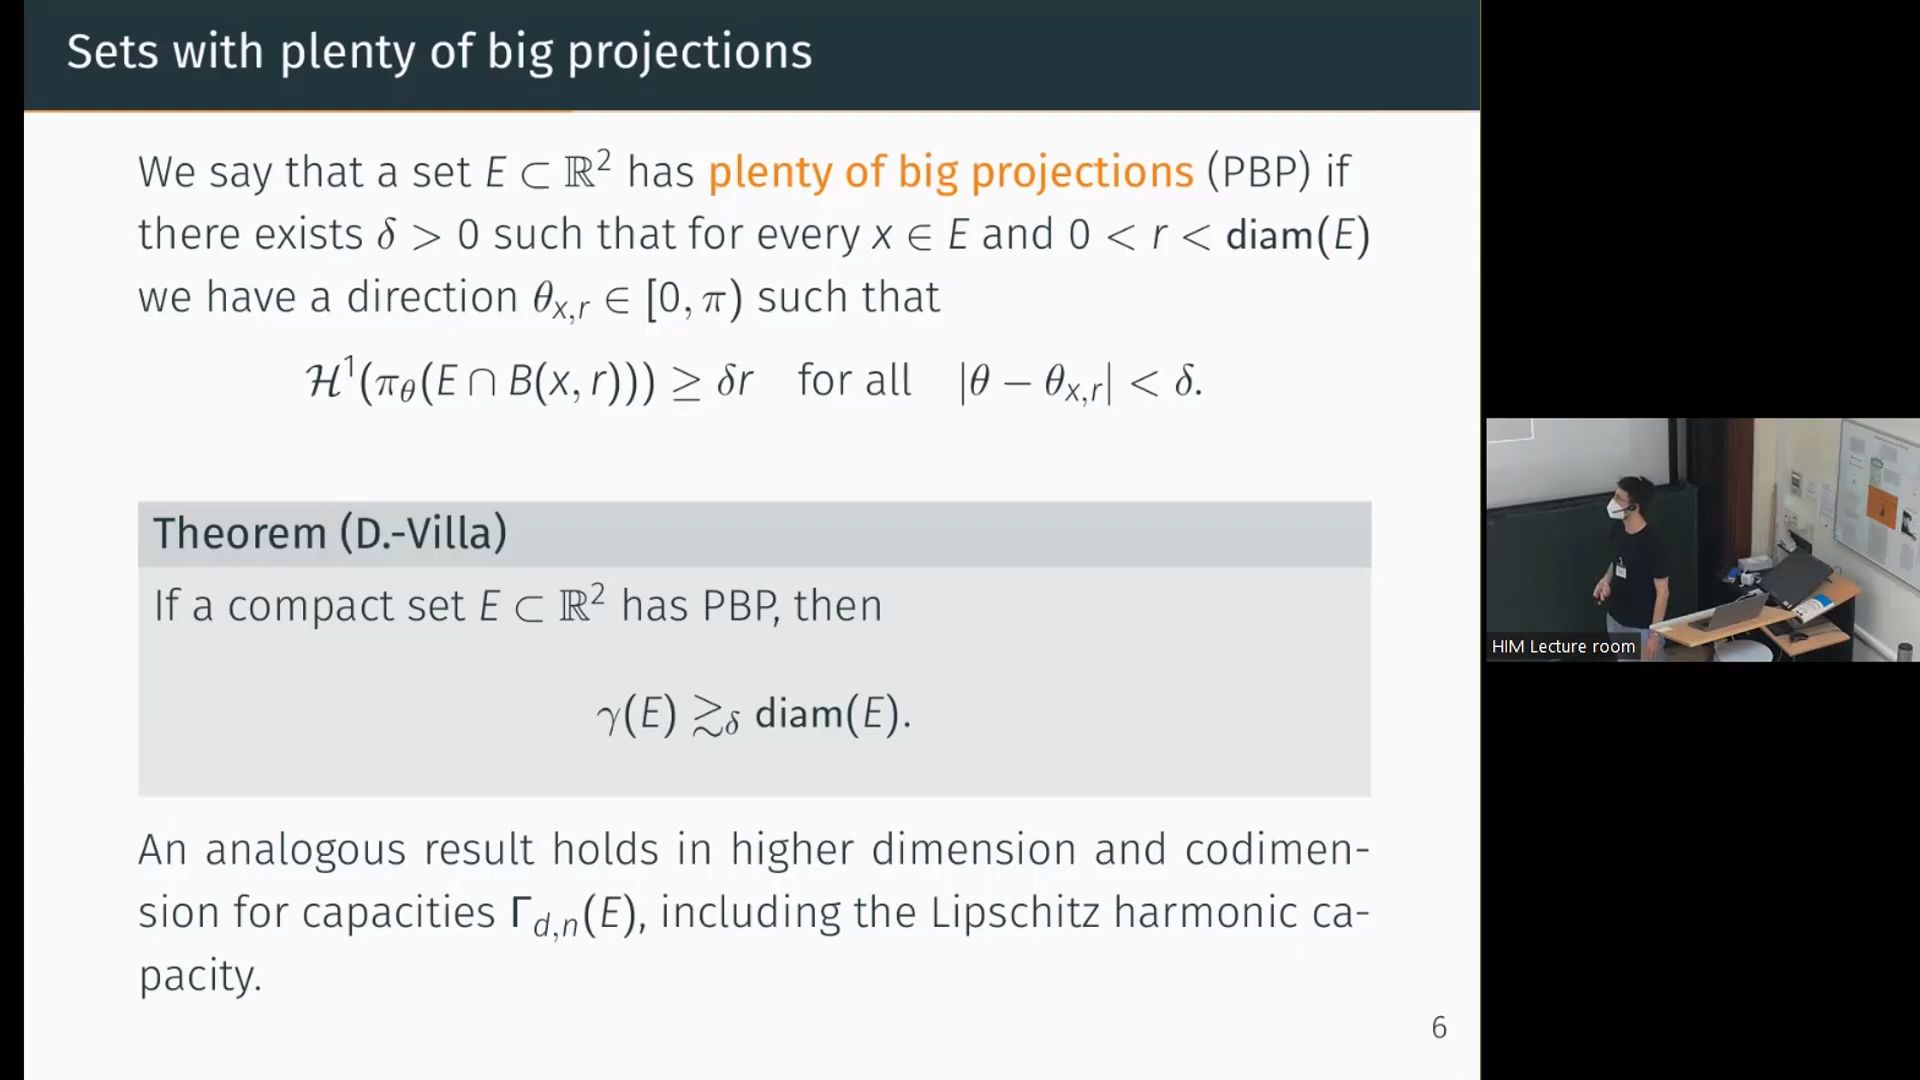 Sets with plenty of big projections
We say that a set E ⊂ ℝ² has plenty of big projections (PBP) if
there exists δ > 0 such that for every x ∈ E and 0 < r < diam(E)
we have a direction θ_{x,r} ∈ [0, π) such that
ℋ¹(π_θ(E ∩ B(x, r))) ≥ δr for all |θ − θ_{x,r}| < δ.
Theorem (D.-Villa)
If a compact set E ⊂ ℝ² has PBP, then
γ(E) ≳_δ diam(E).
An analogous result holds in higher dimension and codimen-
sion for capacities Γ_{d,n}(E), including the Lipschitz harmonic ca-
pacity.
6
HIM Lecture room